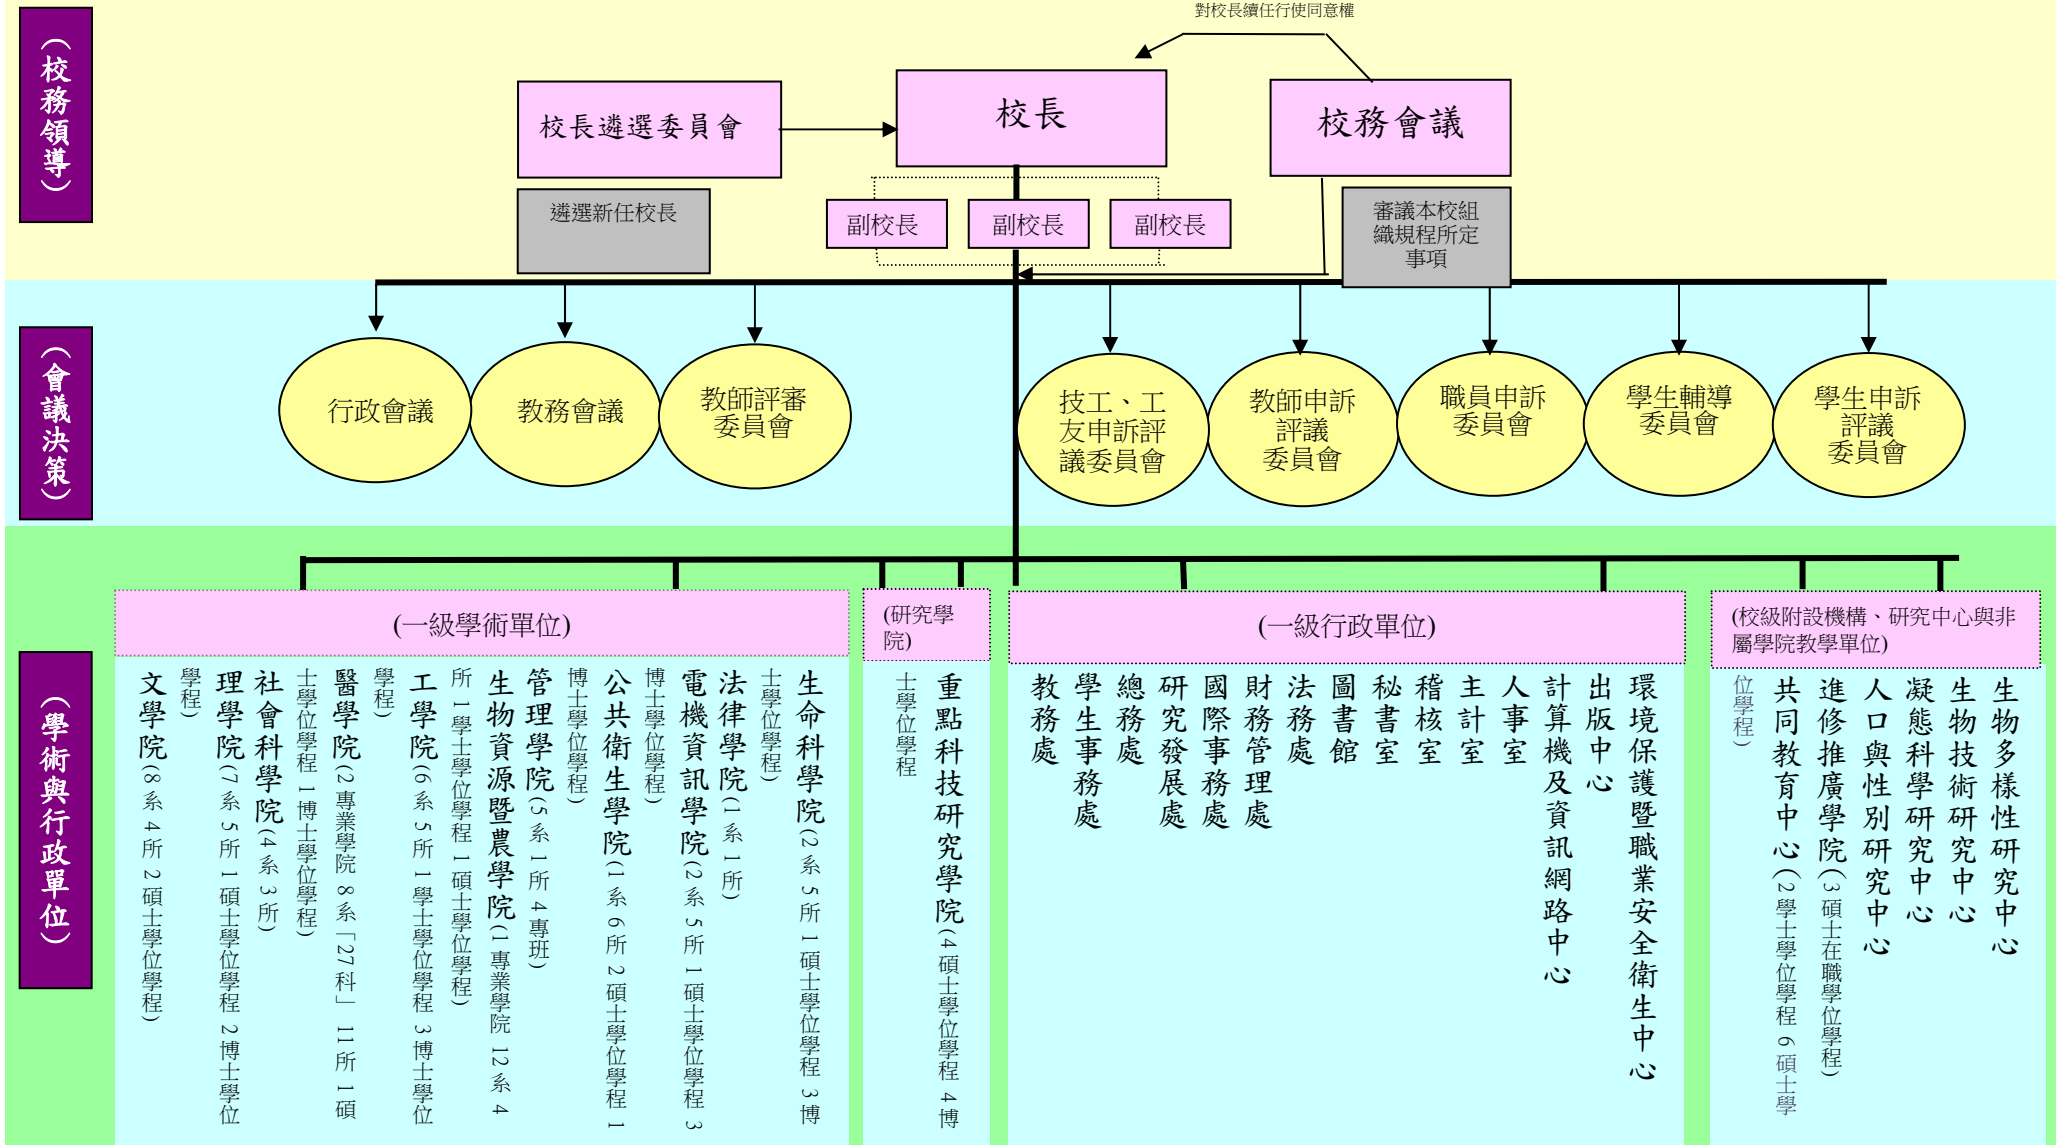 對校長續任行使同意權
(校務領導)
校長遴選委員會
校長
校務會議
遴選新任校長
副校長
副校長
副校長
審議本校組
織規程所定
事項
(會議決策)
行政會議
教務會議
教師評審
委員會
技工、工
友申訴評
議委員會
教師申訴
評議
委員會
職員申訴
委員會
學生輔導
委員會
學生申訴
評議
委員會
(學術與行政單位)
(一級學術單位)
文學院(8系4所2碩士學位學程)
理學院(7系5所1碩士學位學程2博士學位
學程)
社會科學院(4系3所)
醫學院(2專業學院8系「27科」11所1碩
士學位學程1博士學位學程)
工學院(6系5所1學士學位學程3博士學位
學程)
生物資源暨農學院(1專業學院12系4
所1學士學位學程1碩士學位學程)
管理學院(5系1所4專班)
公共衛生學院(1系6所2碩士學位學程1
博士學位學程)
電機資訊學院(2系5所1碩士學位學程3
博士學位學程)
法律學院(1系1所)
生命科學院(2系5所1碩士學位學程3博
士學位學程)
(研究學
院)
重點科技研究學院(4碩士學位學程4博
士學位學程
(一級行政單位)
教務處
學生事務處
總務處
研究發展處
國際事務處
財務管理處
法務處
圖書館
秘書室
稽核室
主計室
人事室
計算機及資訊網路中心
出版中心
環境保護暨職業安全衛生中心
(校級附設機構、研究中心與非
屬學院教學單位)
共同教育中心(2學士學位學程6碩士學
位學程)
進修推廣學院(3碩士在職學位學程)
人口與性別研究中心
凝態科學研究中心
生物技術研究中心
生物多樣性研究中心